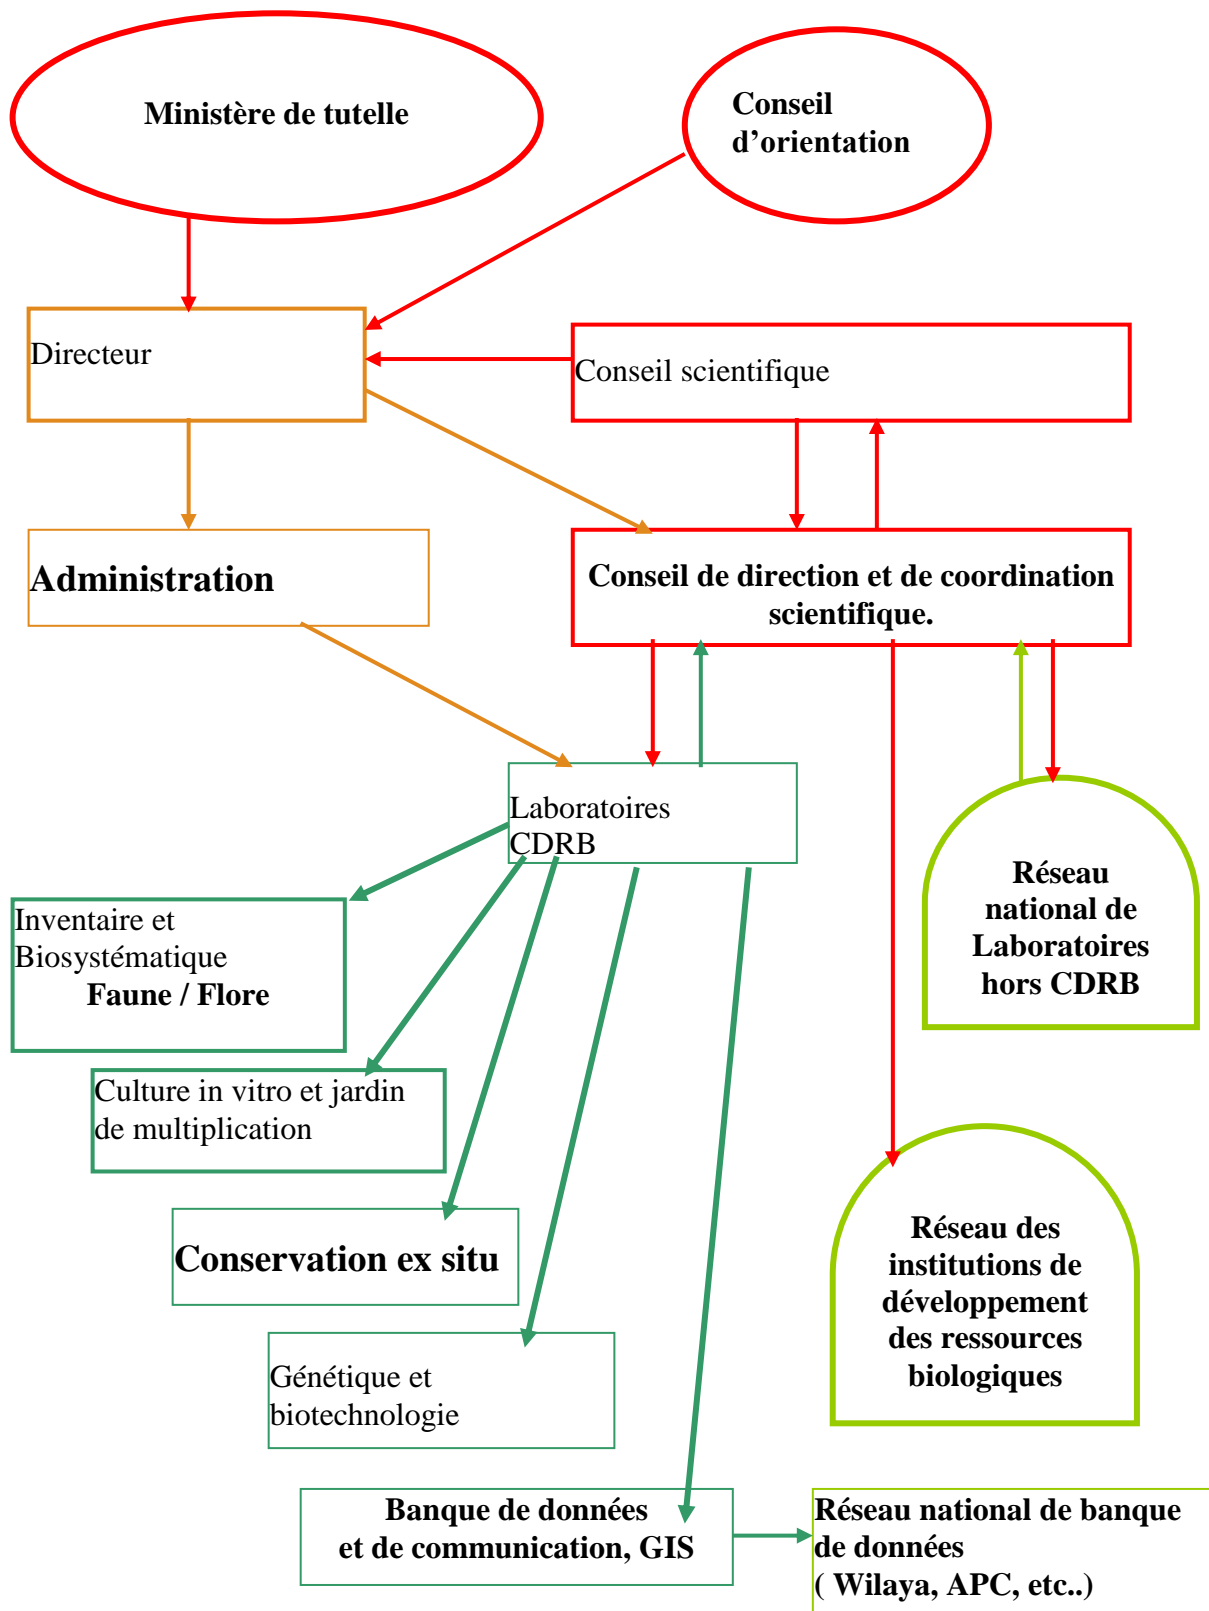 Ministère de tutelle
Conseil
d’orientation
Directeur
Conseil scientifique
Administration
Conseil de direction et de coordination
scientifique.
Laboratoires
CDRB
Réseau
national de
Laboratoires
hors CDRB
Inventaire et
Biosystématique
Faune / Flore
Culture in vitro et jardin
de multiplication
Conservation ex situ
Réseau des
institutions de
développement
des ressources
biologiques
Génétique et
biotechnologie
Banque de données
et de communication, GIS
Réseau national de banque
de données
( Wilaya, APC, etc..)